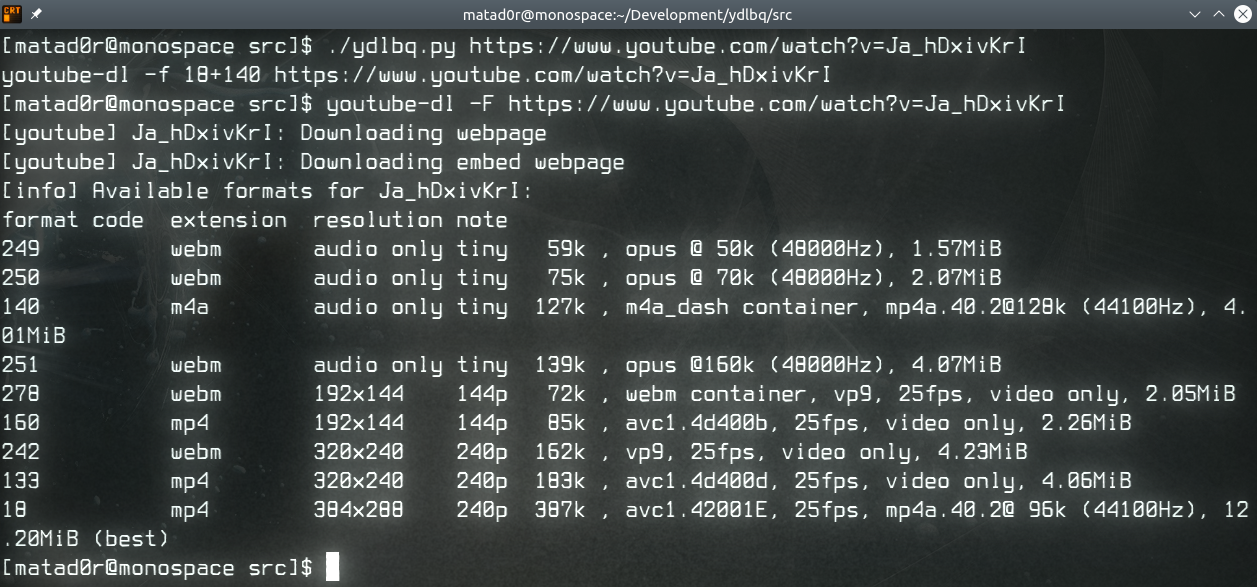 CRT
matad0r@monospace:~/Development/ydlbq/src
[matad0r@monospace src]$ ./ydlbq.py https://www.youtube.com/watch?v=Ja_hDxivKrI
youtube-dl -f 18+140 https://www.youtube.com/watch?v=Ja_hDxivKrI
[matad0r@monospace src]$ youtube-dl -F https://www.youtube.com/watch?v=Ja_hDxivKrI
[youtube] Ja_hDxivKrI: Downloading webpage
[youtube] Ja_hDxivKrI: Downloading embed webpage
[info] Available formats for Ja_hDxivKrI:
format code  extension  resolution note
249          webm       audio only tiny   59k , opus @ 50k (48000Hz), 1.57MiB
250          webm       audio only tiny   75k , opus @ 70k (48000Hz), 2.07MiB
140          m4a        audio only tiny  127k , m4a_dash container, mp4a.40.2@128k (44100Hz), 4.
01MiB
251          webm       audio only tiny  139k , opus @160k (48000Hz), 4.07MiB
278          webm       192x144    144p   72k , webm container, vp9, 25fps, video only, 2.05MiB
160          mp4        192x144    144p   85k , avc1.4d400b, 25fps, video only, 2.26MiB
242          webm       320x240    240p  162k , vp9, 25fps, video only, 4.23MiB
133          mp4        320x240    240p  183k , avc1.4d400d, 25fps, video only, 4.06MiB
18           mp4        384x288    240p  387k , avc1.42001E, 25fps, mp4a.40.2@ 96k (44100Hz), 12
.20MiB (best)
[matad0r@monospace src]$